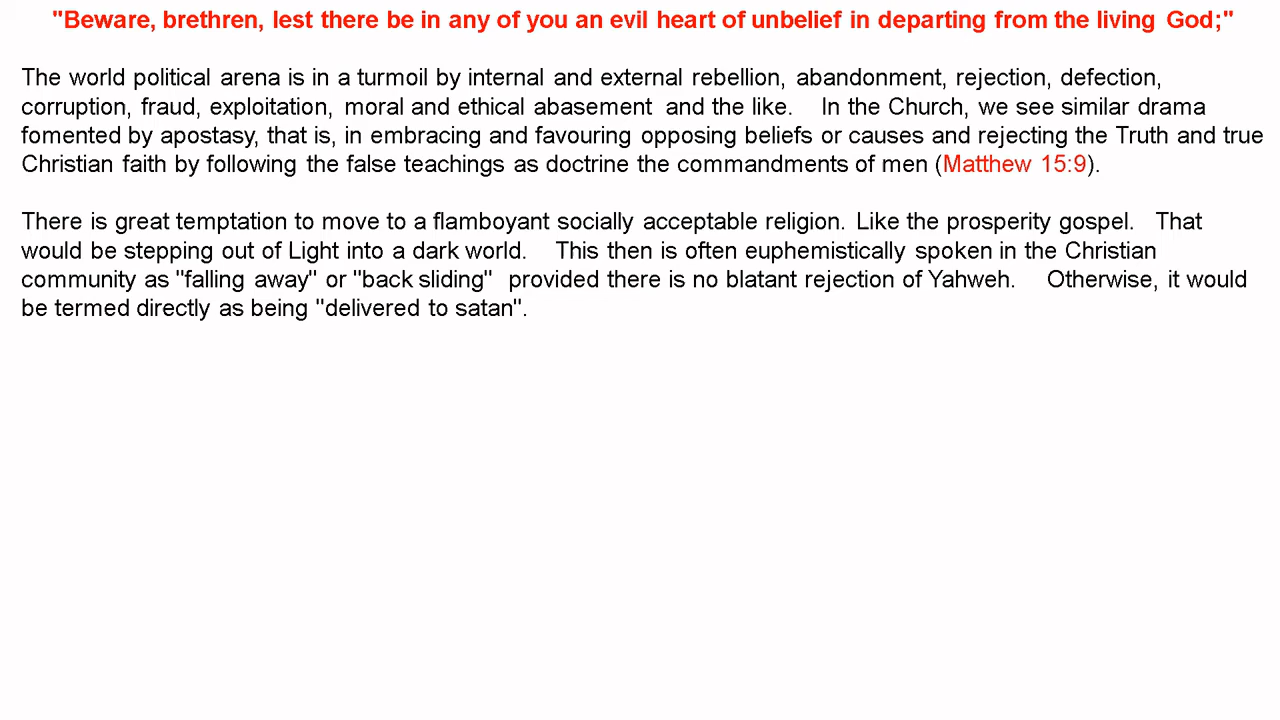 "Beware, brethren, lest there be in any of you an evil heart of unbelief in departing from the living God;"
The world political arena is in a turmoil by internal and external rebellion, abandonment, rejection, defection,
corruption, fraud, exploitation, moral and ethical abasement and the like. In the Church, we see similar drama
fomented by apostasy, that is, in embracing and favouring opposing beliefs or causes and rejecting the Truth and true
Christian faith by following the false teachings as doctrine the commandments of men (Matthew 15:9).
There is great temptation to move to a flamboyant socially acceptable religion. Like the prosperity gospel. That
would be stepping out of Light into a dark world. This then is often euphemistically spoken in the Christian
community as "falling away" or "back sliding" provided there is no blatant rejection of Yahweh. Otherwise, it would
be termed directly as being "delivered to satan".